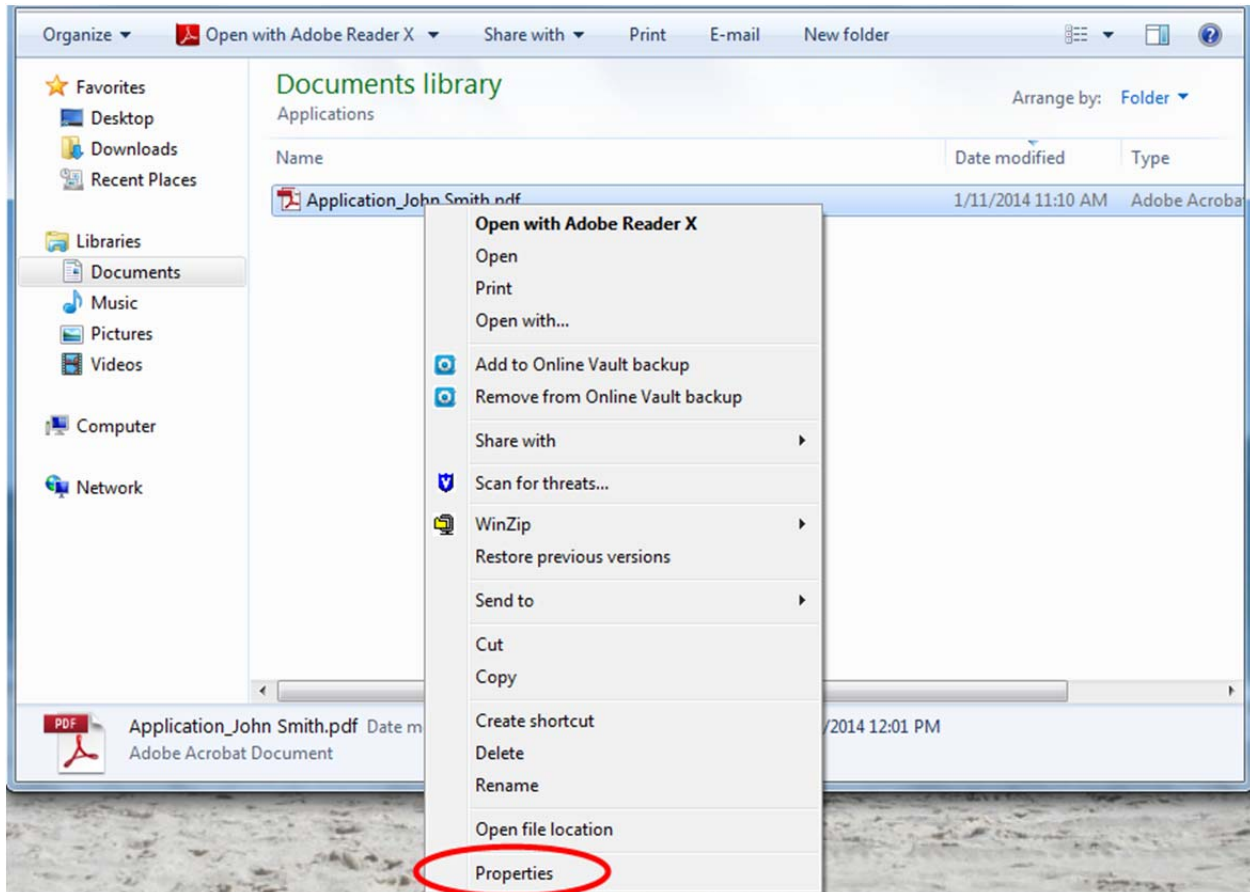 Organize Open with Adobe Reader X Share with Print E-mail New folder
Documents library
Applications
Arrange by: Folder
Favorites
Desktop
Downloads
Recent Places
Libraries
Documents
Music
Pictures
Videos
Computer
Network
Name Date modified Type
Application_John Smith.pdf 1/11/2014 11:10 AM Adobe Acroba
Open with Adobe Reader X
Open
Print
Open with...
Add to Online Vault backup
Remove from Online Vault backup
Share with
Scan for threats...
WinZip
Restore previous versions
Send to
Cut
Copy
Create shortcut
Delete
Rename
Open file location
Properties
PDF
Application_John Smith.pdf Date m /2014 12:01 PM
Adobe Acrobat Document